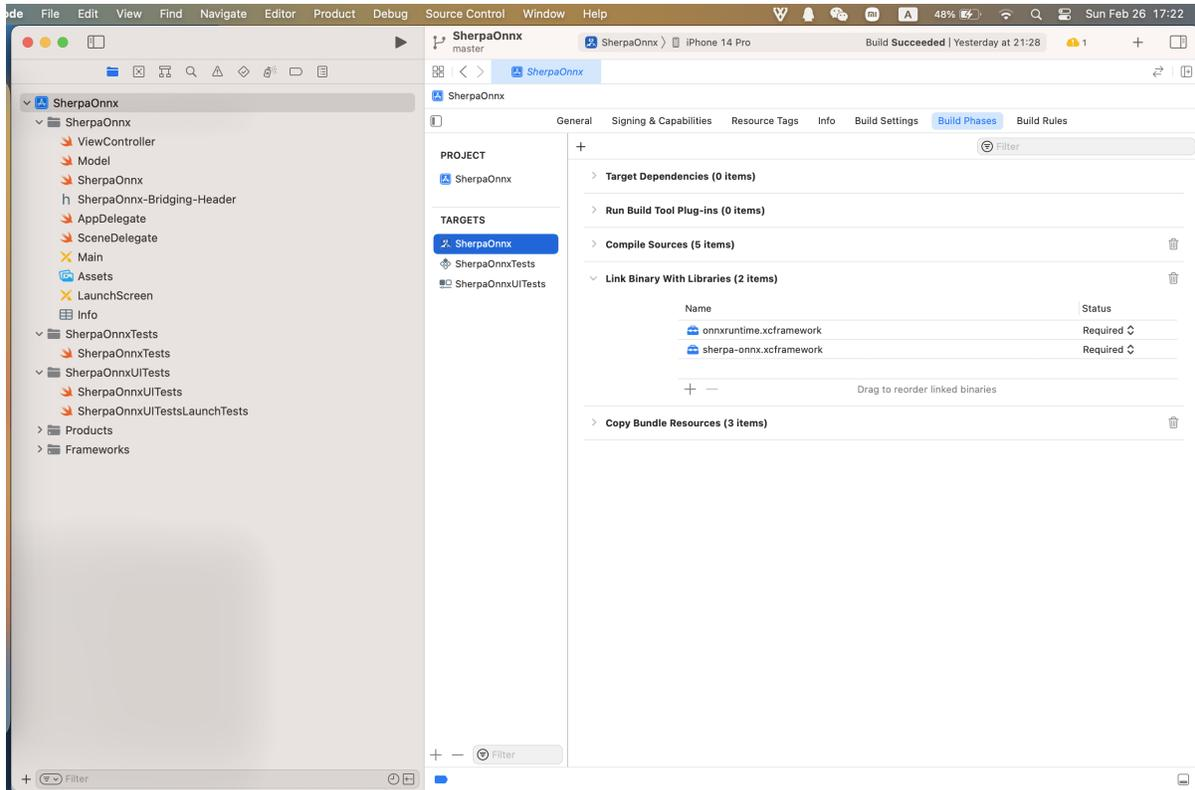 ode File Edit View Find Navigate Editor Product Debug Source Control Window Help A 48% Sun Feb 26 17:22
SherpaOnnx
master
SherpaOnnx 〉 iPhone 14 Pro
Build Succeeded | Yesterday at 21:28
1
SherpaOnnx
SherpaOnnx
General Signing & Capabilities Resource Tags Info Build Settings Build Phases Build Rules
SherpaOnnx
SherpaOnnx
ViewController
Model
SherpaOnnx
h SherpaOnnx-Bridging-Header
AppDelegate
SceneDelegate
Main
Assets
LaunchScreen
Info
SherpaOnnxTests
SherpaOnnxTests
SherpaOnnxUITests
SherpaOnnxUITests
SherpaOnnxUITestsLaunchTests
Products
Frameworks
Filter
PROJECT
SherpaOnnx
TARGETS
SherpaOnnx
SherpaOnnxTests
SherpaOnnxUITests
Filter
Filter
Target Dependencies (0 items)
Run Build Tool Plug-ins (0 items)
Compile Sources (5 items)
Link Binary With Libraries (2 items)
Name Status
onnxruntime.xcframework Required
sherpa-onnx.xcframework Required
Drag to reorder linked binaries
Copy Bundle Resources (3 items)